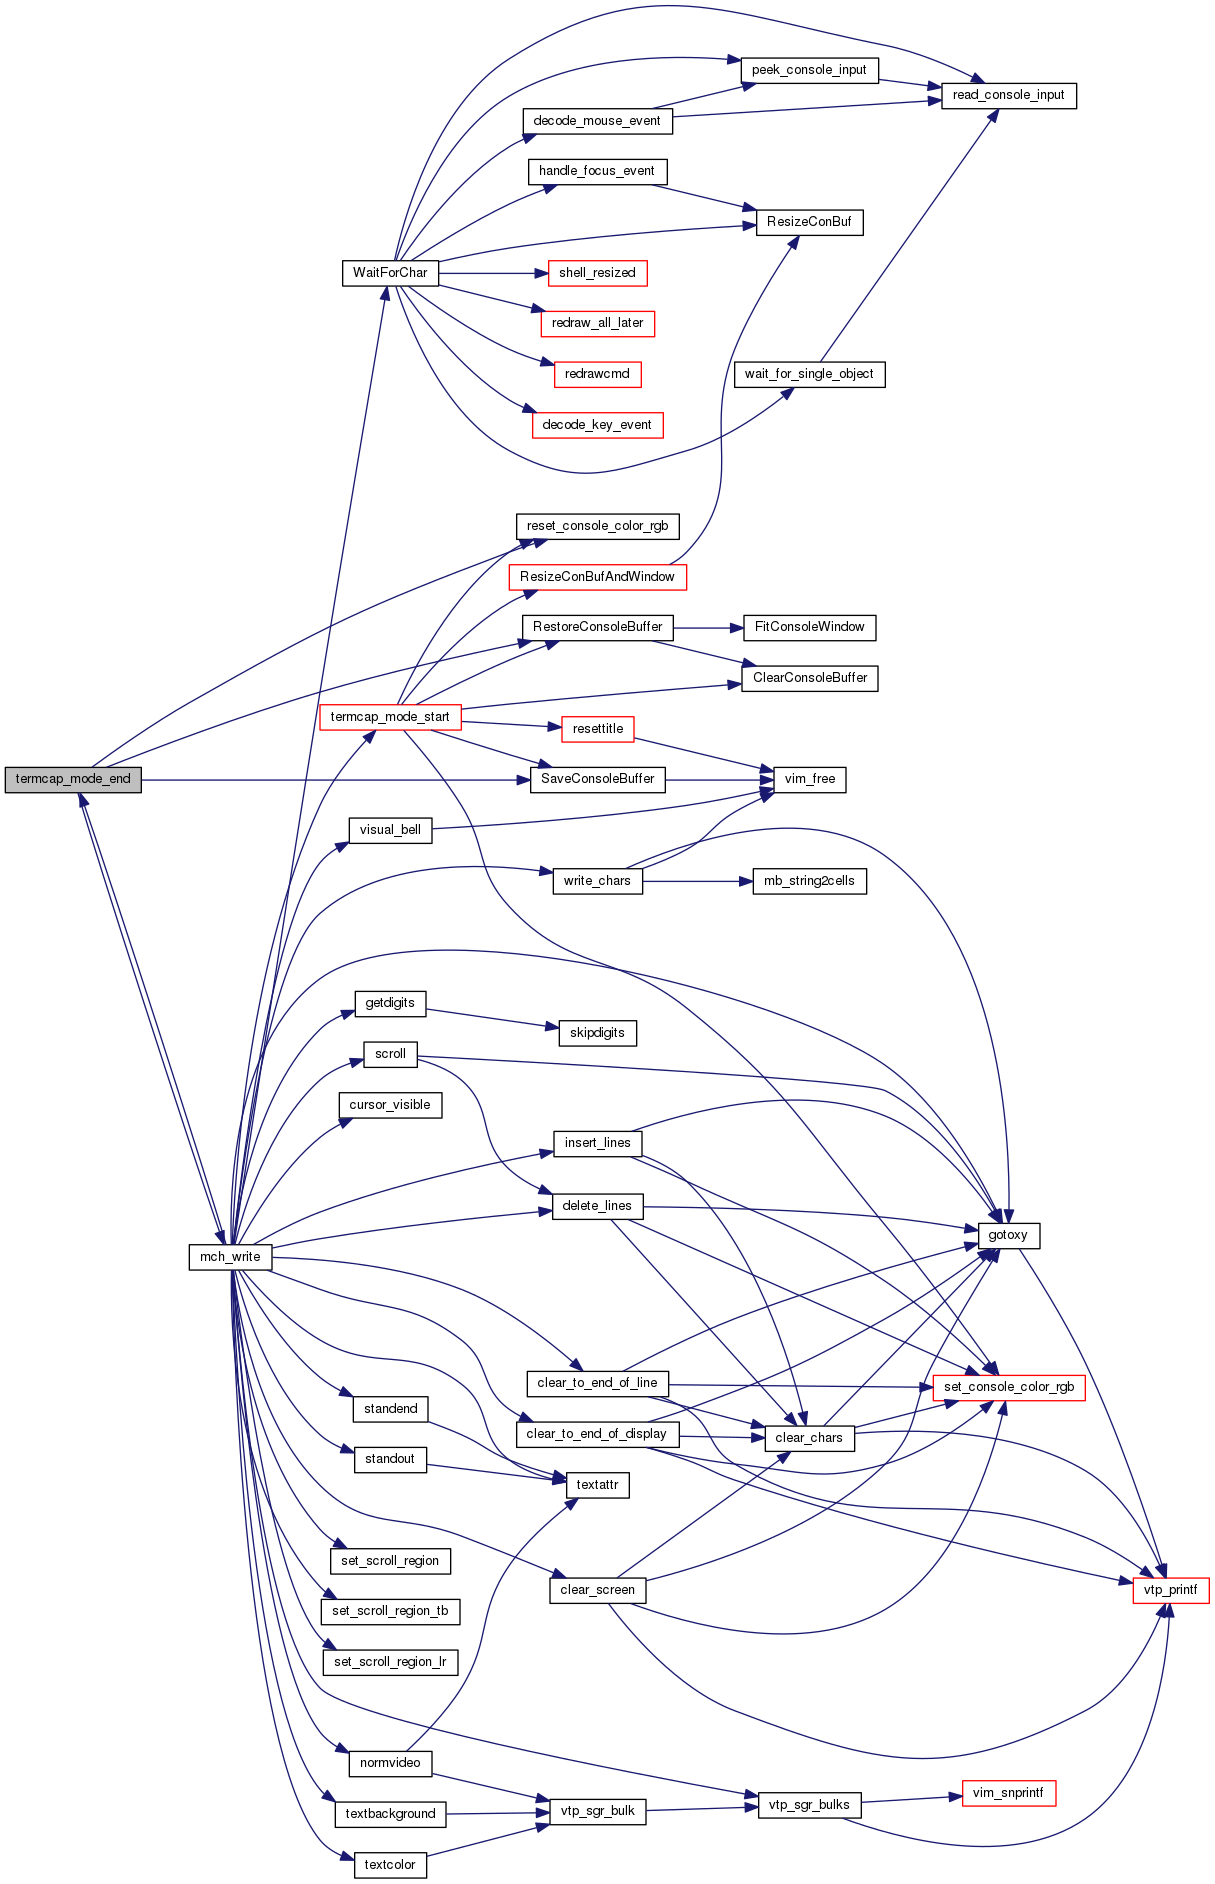 peek_console_input
read_console_input
decode_mouse_event
handle_focus_event
ResizeConBuf
WaitForChar
shell_resized
redraw_all_later
redrawcmd
wait_for_single_object
decode_key_event
reset_console_color_rgb
ResizeConBufAndWindow
RestoreConsoleBuffer
FitConsoleWindow
ClearConsoleBuffer
termcap_mode_start
resettitle
termcap_mode_end
SaveConsoleBuffer
vim_free
visual_bell
write_chars
mb_string2cells
getdigits
skipdigits
scroll
cursor_visible
insert_lines
delete_lines
gotoxy
mch_write
clear_to_end_of_line
set_console_color_rgb
standend
clear_to_end_of_display
clear_chars
standout
textattr
set_scroll_region
clear_screen
vtp_printf
set_scroll_region_tb
set_scroll_region_lr
normvideo
vim_snprintf
vtp_sgr_bulks
textbackground
vtp_sgr_bulk
textcolor